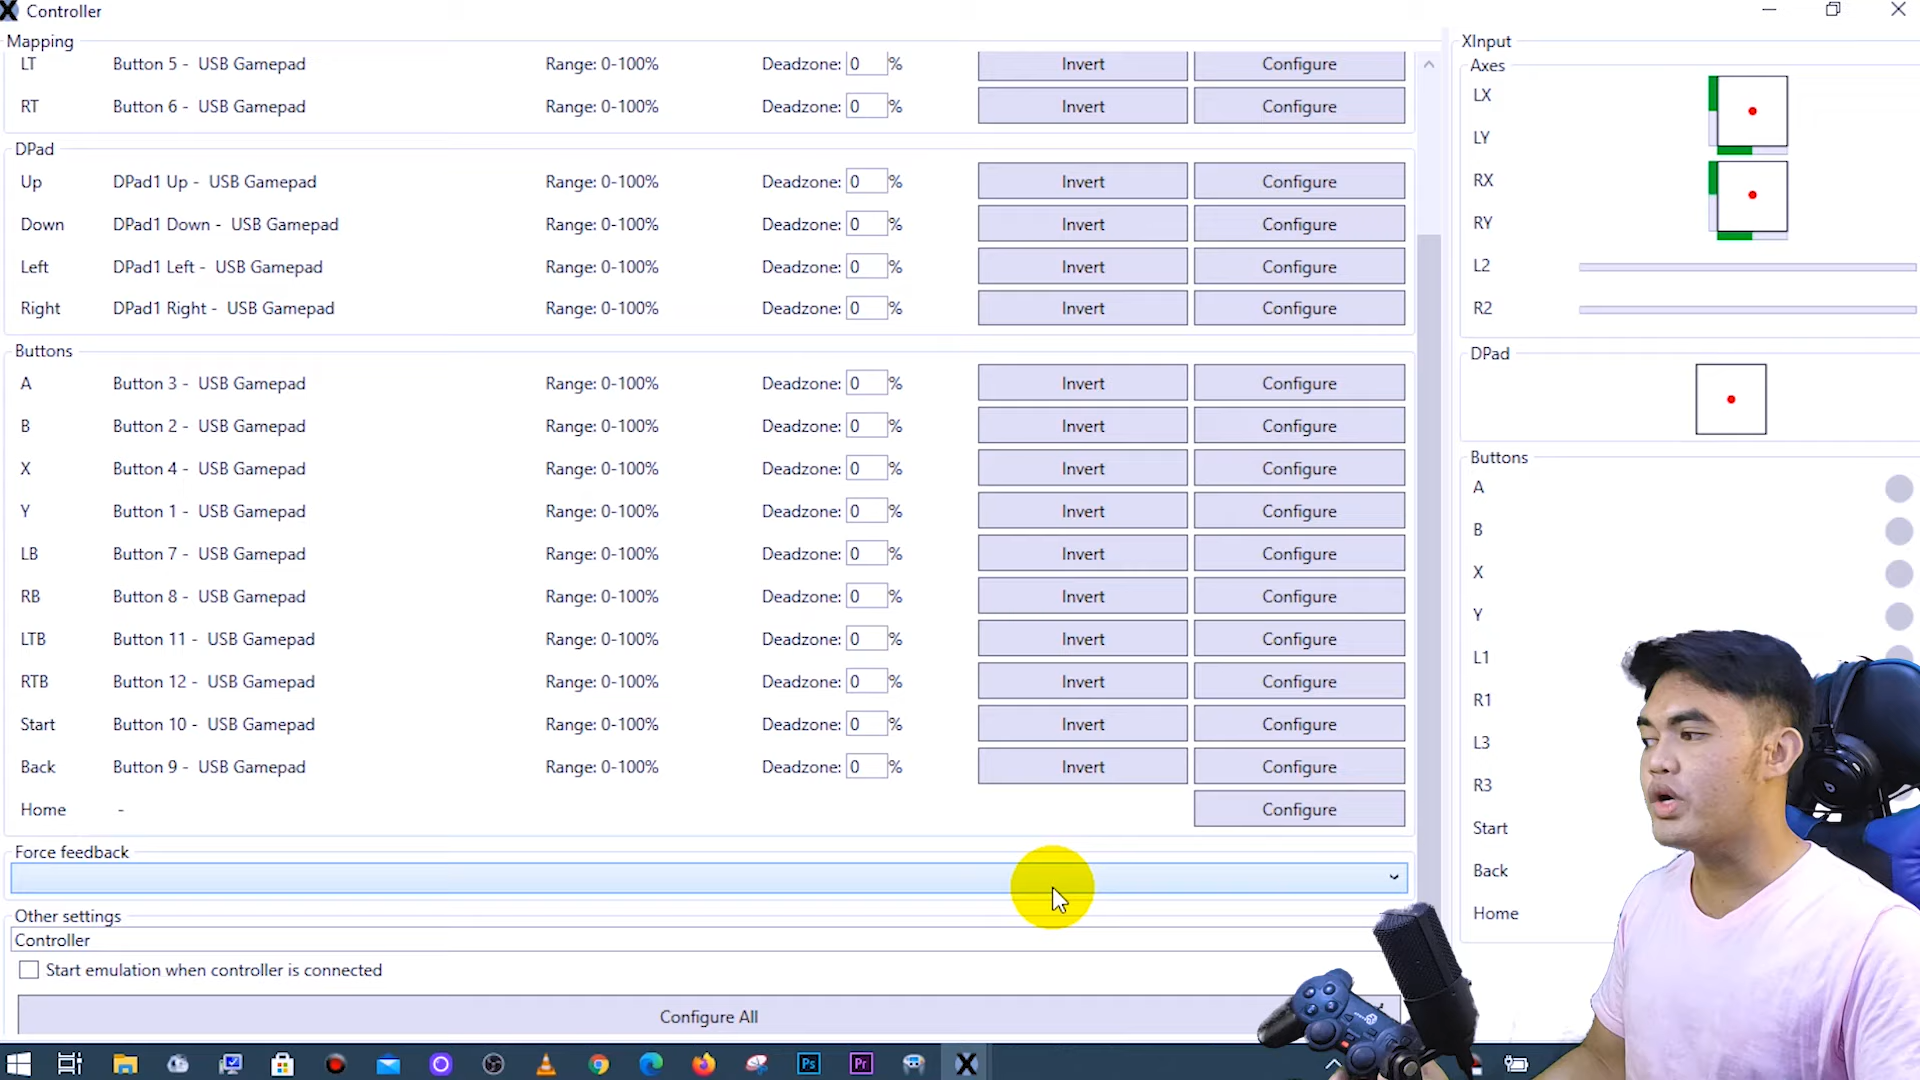 Controller
Mapping
LT Button 5 - USB Gamepad Range: 0-100% Deadzone: 0 % Invert Configure
RT Button 6 - USB Gamepad Range: 0-100% Deadzone: 0 % Invert Configure
DPad
Up DPad1 Up - USB Gamepad Range: 0-100% Deadzone: 0 % Invert Configure
Down DPad1 Down - USB Gamepad Range: 0-100% Deadzone: 0 % Invert Configure
Left DPad1 Left - USB Gamepad Range: 0-100% Deadzone: 0 % Invert Configure
Right DPad1 Right - USB Gamepad Range: 0-100% Deadzone: 0 % Invert Configure
Buttons
A Button 3 - USB Gamepad Range: 0-100% Deadzone: 0 % Invert Configure
B Button 2 - USB Gamepad Range: 0-100% Deadzone: 0 % Invert Configure
X Button 4 - USB Gamepad Range: 0-100% Deadzone: 0 % Invert Configure
Y Button 1 - USB Gamepad Range: 0-100% Deadzone: 0 % Invert Configure
LB Button 7 - USB Gamepad Range: 0-100% Deadzone: 0 % Invert Configure
RB Button 8 - USB Gamepad Range: 0-100% Deadzone: 0 % Invert Configure
LTB Button 11 - USB Gamepad Range: 0-100% Deadzone: 0 % Invert Configure
RTB Button 12 - USB Gamepad Range: 0-100% Deadzone: 0 % Invert Configure
Start Button 10 - USB Gamepad Range: 0-100% Deadzone: 0 % Invert Configure
Back Button 9 - USB Gamepad Range: 0-100% Deadzone: 0 % Invert Configure
Home - Configure
Force feedback
Other settings
Controller
Start emulation when controller is connected
Configure All
XInput
Axes
LX
LY
RX
RY
L2
R2
DPad
Buttons
A
B
X
Y
L1
R1
L3
R3
Start
Back
Home
Ps
Pr